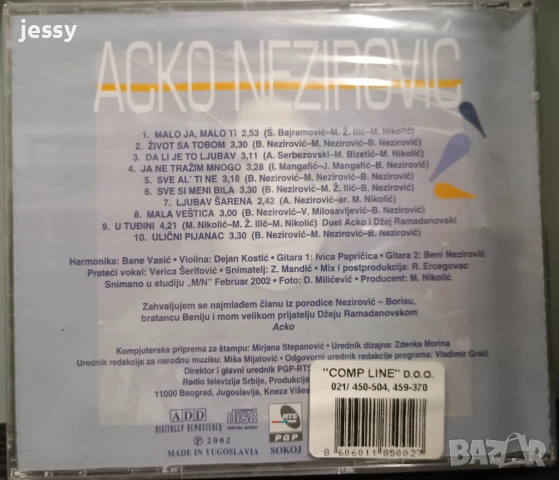 jessy
ACKO NEZIROVIĆ
1. MALO JA, MALO TI 2,53 (Š. Bajramović–M. Ž. Ilić–M. Nikolić)
2. ŽIVOT SA TOBOM 3,30 (B. Nezirović–M. Nezirović–B. Nezirović)
3. DA LI JE TO LJUBAV 3,11 (A. Serbezovski–M. Bizetić–M. Nikolić)
4. JA NE TRAŽIM MNOGO 3,28 (I. Mangafić–J. Mangafić–B. Nezirović)
5. SVE AL' TI NE 3,18 (B. Nezirović–M. Nezirović–B. Nezirović)
6. SVE SI MENI BILA 3,30 (B. Nezirović–M. Ž. Ilić–B. Nezirović)
7. LJUBAV ŠARENA 2,42 (A. Nezirović–ar. M. Nikolić)
8. MALA VEŠTICA 3,00 (B. Nezirović–V. Milosavljević–B. Nezirović)
9. U TUĐINI 4,21 (M. Nikolić–M. Ž. Ilić–M. Nikolić) Duet Acko i Džej Ramadanovski
10. ULIČNI PIJANAC 3,30 (B. Nezirović–M. Nezirović–B. Nezirović)
Harmonika: Bane Vasić • Violina: Dejan Kostić • Gitara 1: Ivica Papričica • Gitara 2: Beni Nezirović
Prateći vokal: Verica Šerifović • Snimatelj: Z. Mandić • Mix i postprodukcija: R. Ercegovac
Snimano u studiju „M/N" Februar 2002 • Foto: D. Milićević • Producent: M. Nikolić
Zahvaljujem se najmlađem članu iz porodice Nezirović – Borisu,
bratancu Beniju i mom velikom prijatelju Džeju Ramadanovskom
Acko
Kompjuterska priprema za štampu: Mirjana Stepanović • Urednik dizajna: Zdenka Morina
Urednik redakcije za narodnu muziku: Miša Mijatović • Odgovorni urednik redakcije programa: Vladimir Graić
Direktor i glavni urednik PGP-RTS
Radio televizija Srbije, Produkcija
11000 Beograd, Jugoslavija, Kneza Višes
"COMP LINE" D.O.O.
021/ 450-504, 459-370
8 606011 850027
ADD
DIGITALLY REMASTERED
COMPACT
disc
DIGITAL AUDIO
RTS
PGP
℗ 2002
MADE IN YUGOSLAVIA
SOKOJ
BAZAR